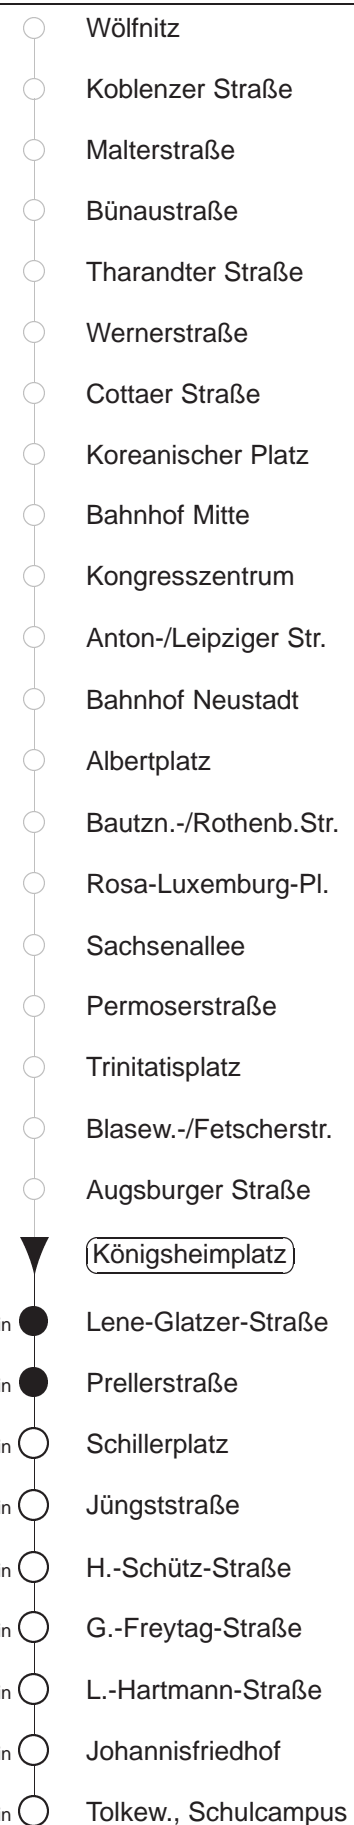 Wölfnitz
Koblenzer Straße
Malterstraße
Bünaustraße
Tharandter Straße
Wernerstraße
Cottaer Straße
Koreanischer Platz
Bahnhof Mitte
Kongresszentrum
Anton-/Leipziger Str.
Bahnhof Neustadt
Albertplatz
Bautzn.-/Rothenb.Str.
Rosa-Luxemburg-Pl.
Sachsenallee
Permoserstraße
Trinitatisplatz
Blasew.-/Fetscherstr.
Augsburger Straße
Königsheimplatz
Lene-Glatzer-Straße
Prellerstraße
Schillerplatz
Jüngststraße
H.-Schütz-Straße
G.-Freytag-Straße
L.-Hartmann-Straße
Johannisfriedhof
Tolkew., Schulcampus